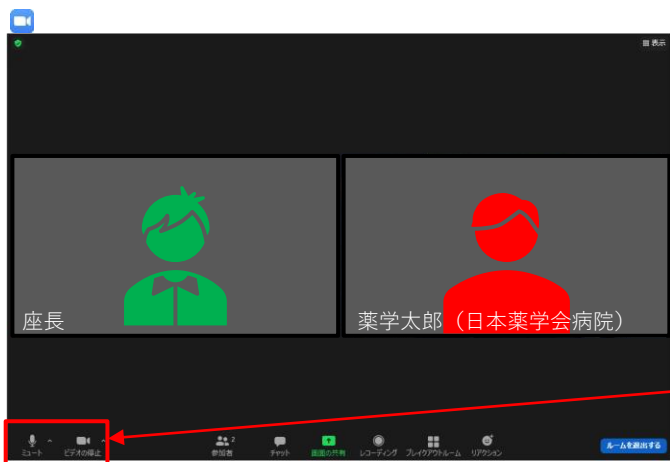 表示
座長
薬学太郎（日本薬学会病院）
ミュート
ビデオの停止
2
参加者
チャット
画面の共有
レコーディング
ブレイクアウトルーム
リアクション
ルームを退出する